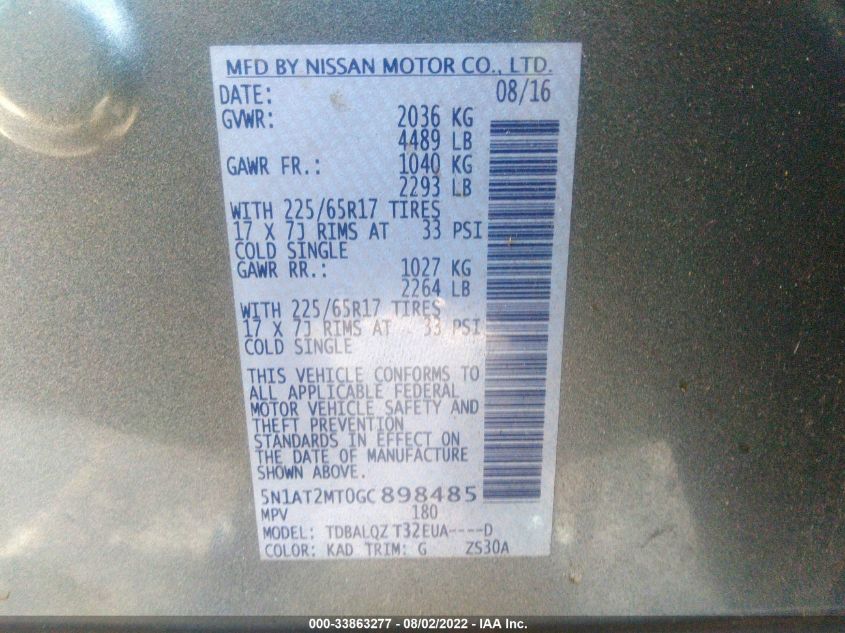 MFD BY NISSAN MOTOR CO., LTD.
DATE: 08/16
GVWR: 2036 KG
4489 LB
GAWR FR.: 1040 KG
2293 LB
WITH 225/65R17 TIRES
17 X 7J RIMS AT 33 PSI
COLD SINGLE
GAWR RR.: 1027 KG
2264 LB
WITH 225/65R17 TIRES
17 X 7J RIMS AT 33 PSI
COLD SINGLE
THIS VEHICLE CONFORMS TO
ALL APPLICABLE FEDERAL
MOTOR VEHICLE SAFETY AND
THEFT PREVENTION
STANDARDS IN EFFECT ON
THE DATE OF MANUFACTURE
SHOWN ABOVE.
5N1AT2MT0GC898485
MPV 180
MODEL: TDBALQZ T32EUA----D
COLOR: KAD TRIM: G ZS30A
000-33863277 - 08/02/2022 - IAA Inc.